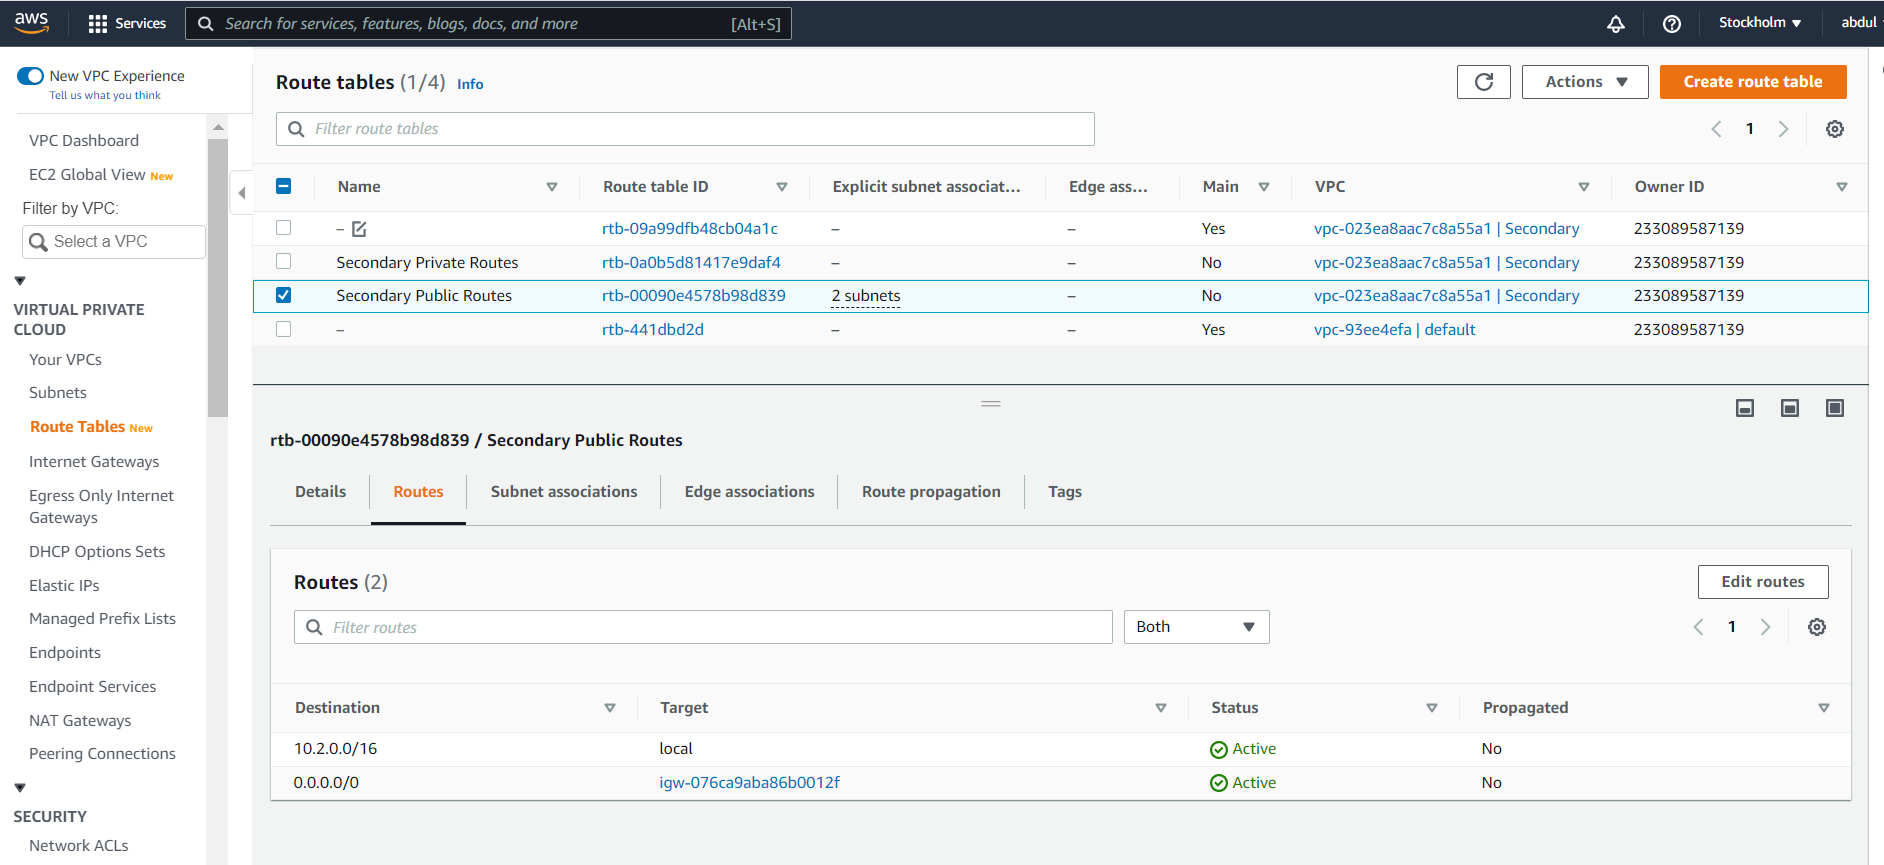 aws Services Search for services, features, blogs, docs, and more [Alt+S] Stockholm abdul
New VPC Experience
Tell us what you think
VPC Dashboard
EC2 Global View New
Filter by VPC:
Select a VPC
VIRTUAL PRIVATE
CLOUD
Your VPCs
Subnets
Route Tables New
Internet Gateways
Egress Only Internet
Gateways
DHCP Options Sets
Elastic IPs
Managed Prefix Lists
Endpoints
Endpoint Services
NAT Gateways
Peering Connections
SECURITY
Network ACLs
Route tables (1/4) Info Actions Create route table
Filter route tables 1
Name Route table ID Explicit subnet associat... Edge ass... Main VPC Owner ID
– rtb-09a99dfb48cb04a1c – – Yes vpc-023ea8aac7c8a55a1 | Secondary 233089587139
Secondary Private Routes rtb-0a0b5d81417e9daf4 – – No vpc-023ea8aac7c8a55a1 | Secondary 233089587139
Secondary Public Routes rtb-00090e4578b98d839 2 subnets – No vpc-023ea8aac7c8a55a1 | Secondary 233089587139
– rtb-441dbd2d – – Yes vpc-93ee4efa | default 233089587139
rtb-00090e4578b98d839 / Secondary Public Routes
Details Routes Subnet associations Edge associations Route propagation Tags
Routes (2) Edit routes
Filter routes Both 1
Destination Target Status Propagated
10.2.0.0/16 local Active No
0.0.0.0/0 igw-076ca9aba86b0012f Active No